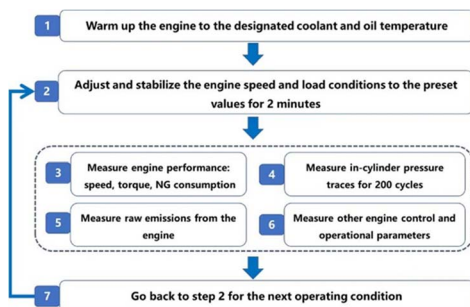 1
Warm up the engine to the designated coolant and oil temperature
2
Adjust and stabilize the engine speed and load conditions to the preset
values for 2 minutes
3
Measure engine performance:
speed, torque, NG consumption
4
Measure in-cylinder pressure
traces for 200 cycles
5
Measure raw emissions from the
engine
6
Measure other engine control and
operational parameters
7
Go back to step 2 for the next operating condition